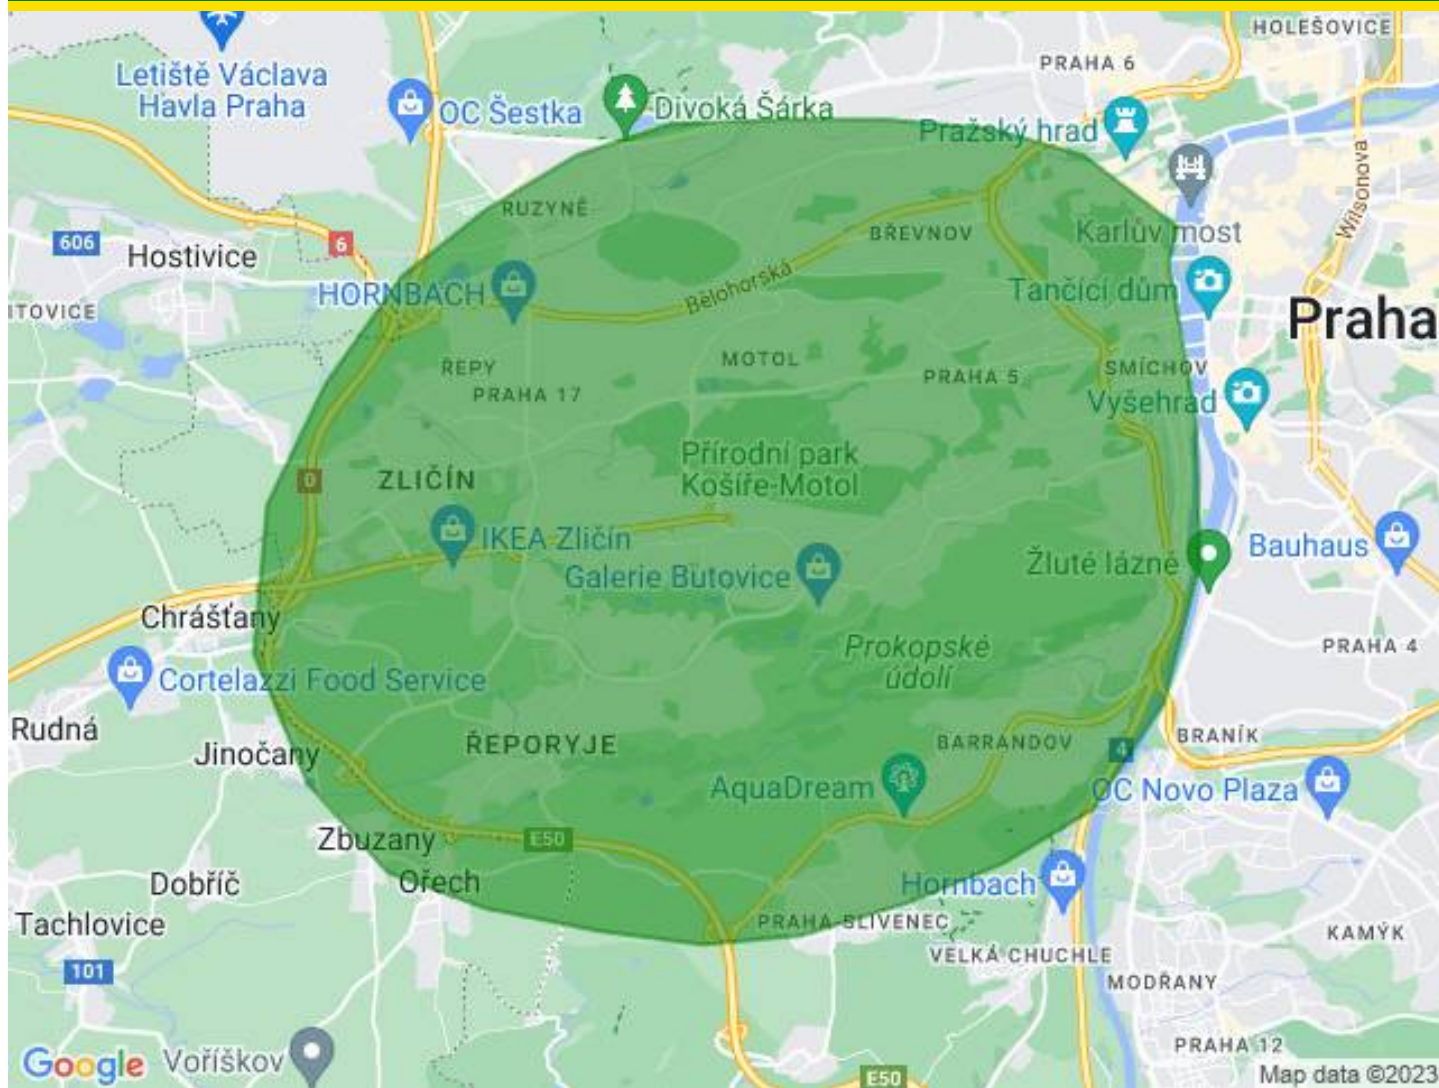 HOLEŠOVICE
PRAHA 6
Letiště Václava
Havla Praha
OC Šestka
Divoká Šárka
Pražský hrad
Wilsonova
RUZYNĚ
606
6
Hostivice
BŘEVNOV
Karlův most
HORNBACH
Bělohorská
Tančící dům
ITOVICE
Praha
ŘEPY
MOTOL
PRAHA 5
SMÍCHOV
PRAHA 17
Vyšehrad
Přírodní park
Košíře-Motol
0
ZLIČÍN
IKEA Zličín
Galerie Butovice
Žluté lázně
Bauhaus
Chrášťany
Prokopské
údolí
PRAHA 4
Cortelazzi Food Service
Rudná
Jinočany
ŘEPORYJE
BARRANDOV
4
BRANÍK
AquaDream
OC Novo Plaza
Zbuzany
E50
Dobříč
Ořech
Hornbach
Tachlovice
PRAHA-SLIVENEC
KAMÝK
VELKÁ CHUCHLE
101
MODŘANY
Google
Voříškov
PRAHA 12
E50
Map data ©2023